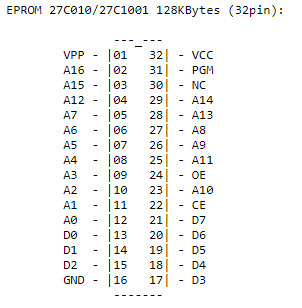 EPROM 27C010/27C1001 128KBytes (32pin):
---_---
VPP - |01 32| - VCC
A16 - |02 31| - PGM
A15 - |03 30| - NC
A12 - |04 29| - A14
A7 - |05 28| - A13
A6 - |06 27| - A8
A5 - |07 26| - A9
A4 - |08 25| - A11
A3 - |09 24| - OE
A2 - |10 23| - A10
A1 - |11 22| - CE
A0 - |12 21| - D7
D0 - |13 20| - D6
D1 - |14 19| - D5
D2 - |15 18| - D4
GND - |16 17| - D3
-------